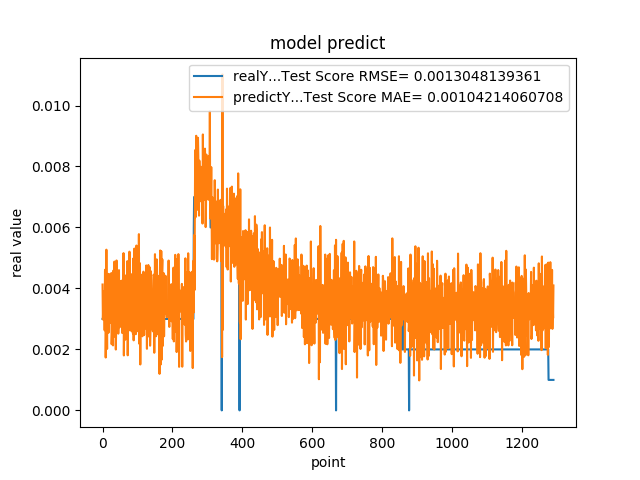 model predict
realY...Test Score RMSE= 0.0013048139361
predictY...Test Score MAE= 0.00104214060708
0.010
0.008
0.006
0.004
0.002
0.000
real value
0 200 400 600 800 1000 1200
point